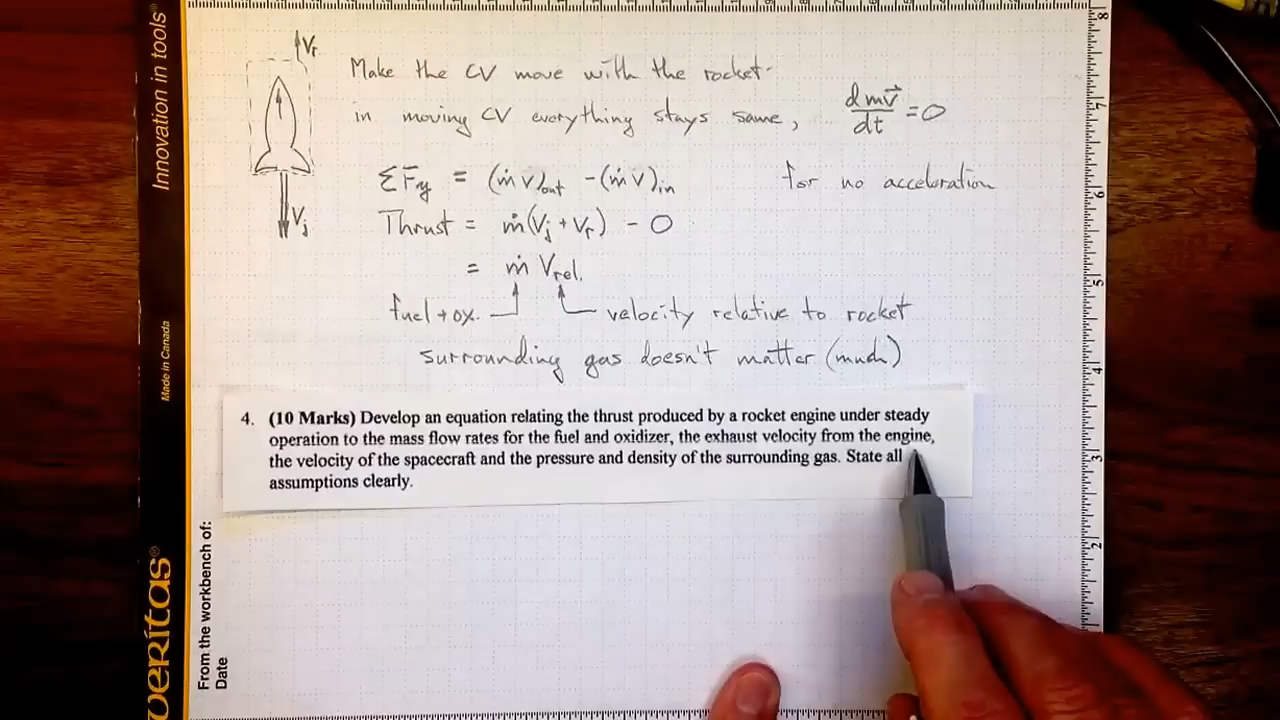 Innovation in tools®
Made in Canada
veritas®
From the workbench of:
Date
Vr
Vj
Make the CV move with the rocket.
in moving CV everything stays same, dmv⃗/dt = 0
ΣFy = (ṁv)out - (ṁv)in for no acceleration
Thrust = ṁ(Vj + Vr) - 0
= ṁ Vrel.
fuel + ox. velocity relative to rocket
surrounding gas doesn't matter (much)
4. (10 Marks) Develop an equation relating the thrust produced by a rocket engine under steady
operation to the mass flow rates for the fuel and oxidizer, the exhaust velocity from the engine,
the velocity of the spacecraft and the pressure and density of the surrounding gas. State all
assumptions clearly.